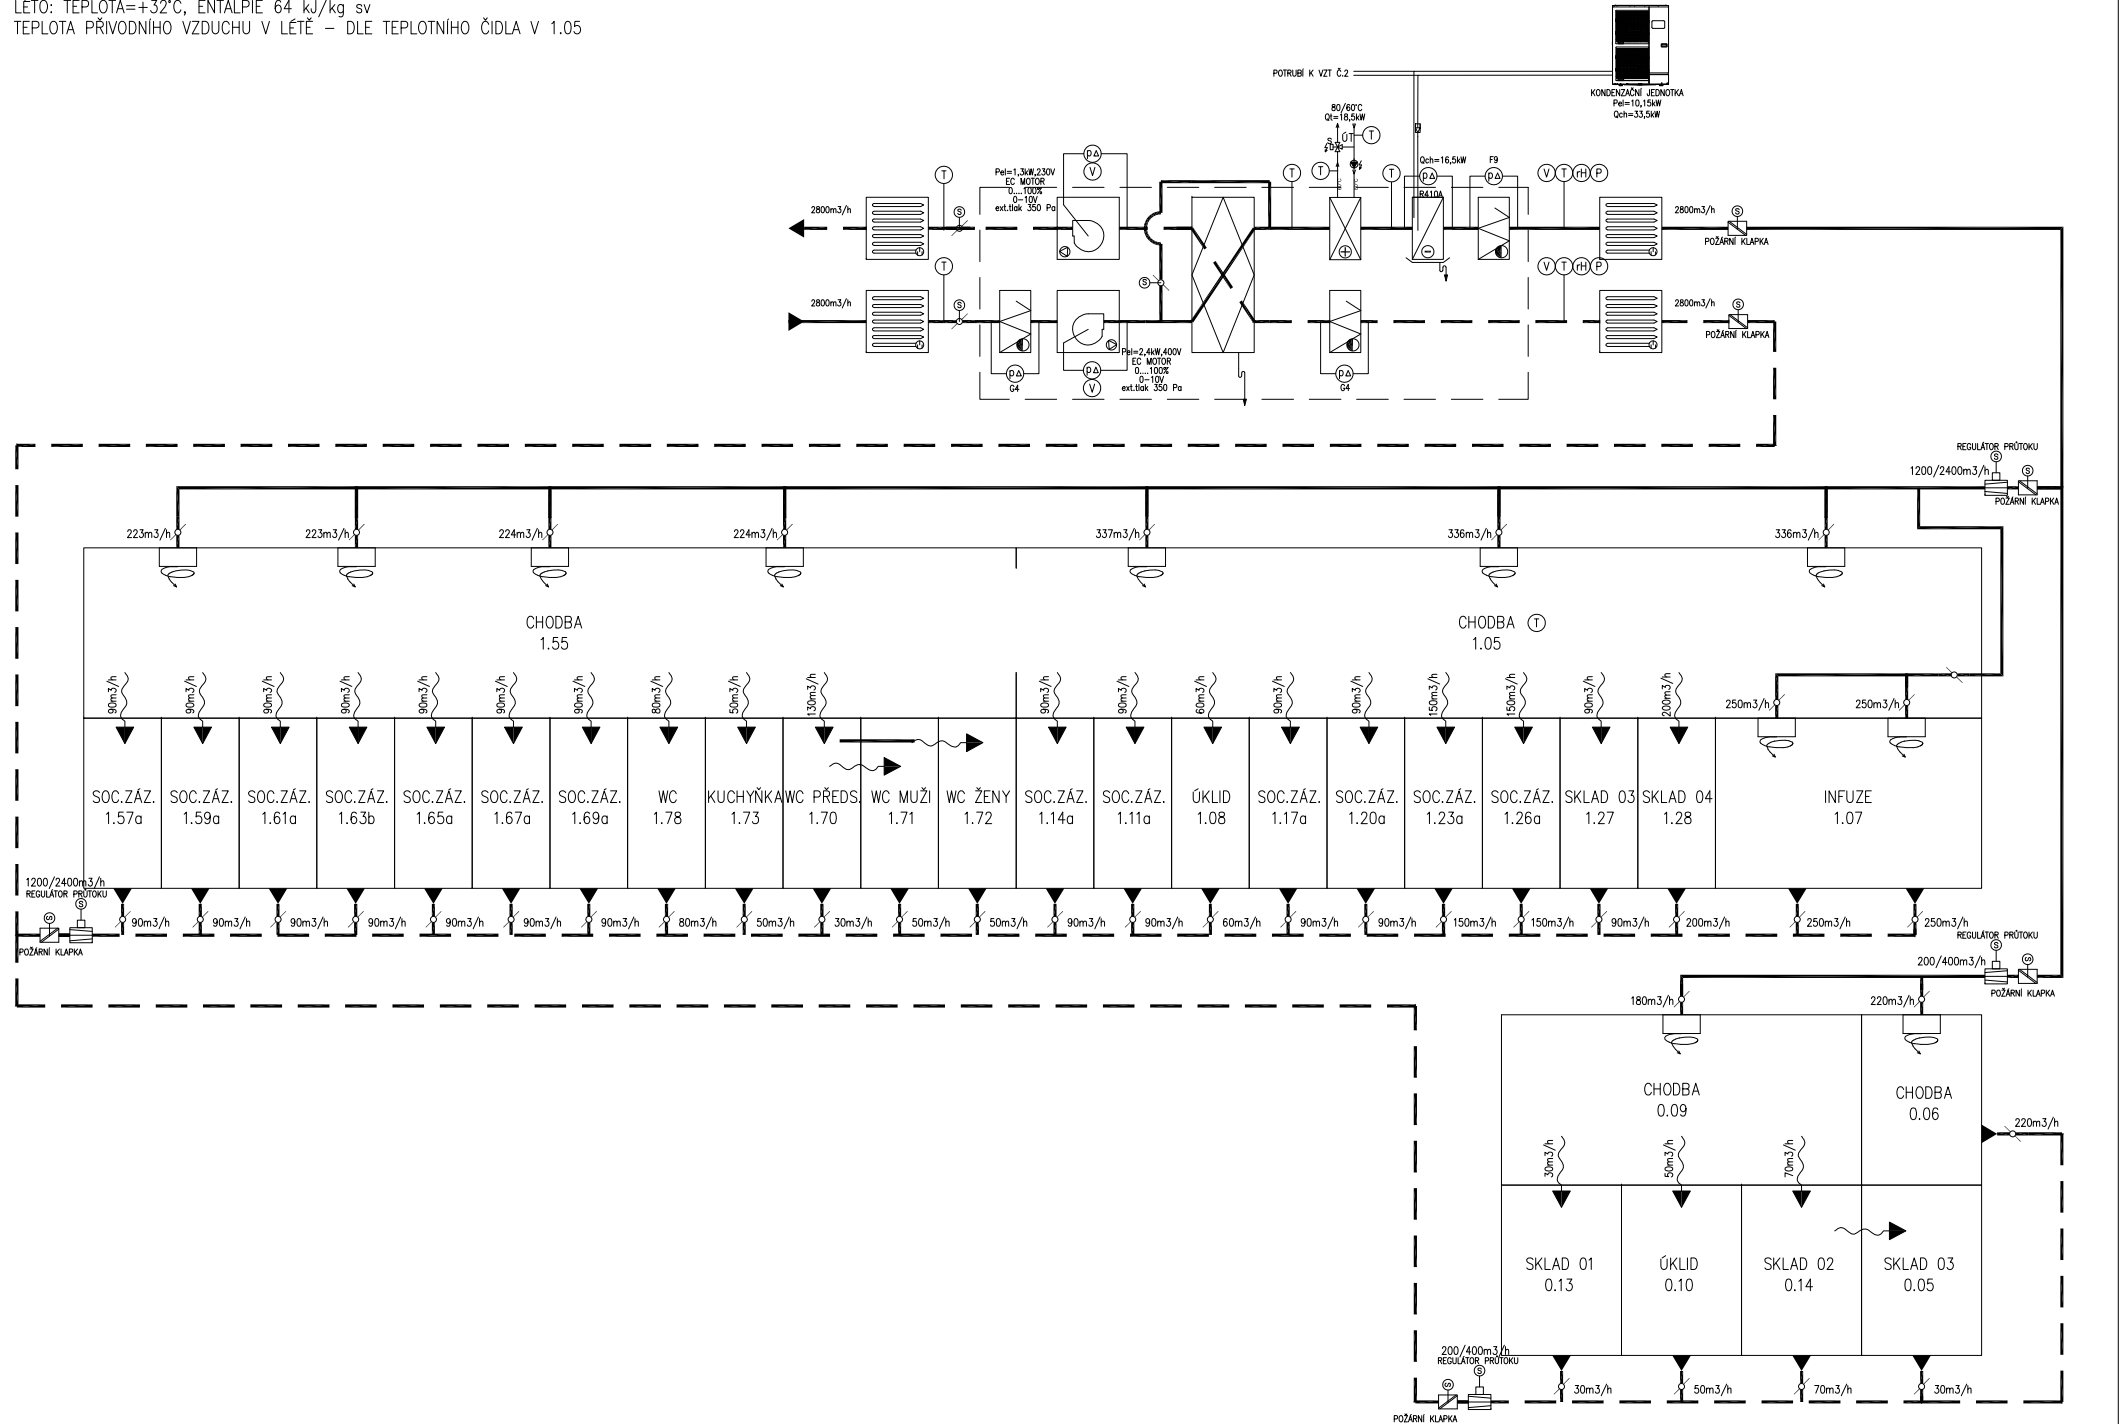 LÉTO: TEPLOTA=+32°C, ENTALPIE 64 kJ/kg sv
TEPLOTA PŘIVODNÍHO VZDUCHU V LÉTĚ – DLE TEPLOTNÍHO ČIDLA V 1.05
POTRUBÍ K VZT Č.2
KONDENZAČNÍ JEDNOTKA
Pel=10,15kW
Qch=33,5kW
80/60°C
Qt=18,5kW
S
ÚT
T
T
T
T
Qch=16,5kW
p∆
R410A
F9
p∆
V
T
rH
P
Pel=1,3kW,230V
EC MOTOR
0....100%
0-10V
ext.tlak 350 Pa
p∆
V
T
S
2800m3/h
2800m3/h
S
POŽÁRNÍ KLAPKA
2800m3/h
T
S
S
V
T
rH
P
2800m3/h
S
POŽÁRNÍ KLAPKA
p∆
G4
p∆
V
Pel=2,4kW,400V
EC MOTOR
0....100%
0-10V
ext.tlak 350 Pa
p∆
G4
REGULÁTOR PRŮTOKU
S
1200/2400m3/h
S
POŽÁRNÍ KLAPKA
223m3/h
223m3/h
224m3/h
224m3/h
337m3/h
336m3/h
336m3/h
CHODBA
1.55
CHODBA
T
1.05
90m3/h
90m3/h
90m3/h
90m3/h
90m3/h
90m3/h
90m3/h
80m3/h
50m3/h
130m3/h
90m3/h
90m3/h
60m3/h
90m3/h
90m3/h
150m3/h
150m3/h
90m3/h
200m3/h
250m3/h
250m3/h
SOC.ZÁZ.
1.57a
SOC.ZÁZ.
1.59a
SOC.ZÁZ.
1.61a
SOC.ZÁZ.
1.63b
SOC.ZÁZ.
1.65a
SOC.ZÁZ.
1.67a
SOC.ZÁZ.
1.69a
WC
1.78
KUCHYŇKA
1.73
WC PŘEDS.
1.70
WC MUŽI
1.71
WC ŽENY
1.72
SOC.ZÁZ.
1.14a
SOC.ZÁZ.
1.11a
ÚKLID
1.08
SOC.ZÁZ.
1.17a
SOC.ZÁZ.
1.20a
SOC.ZÁZ.
1.23a
SOC.ZÁZ.
1.26a
SKLAD 03
1.27
SKLAD 04
1.28
INFUZE
1.07
1200/2400m3/h
REGULÁTOR PRŮTOKU
S
S
POŽÁRNÍ KLAPKA
90m3/h
90m3/h
90m3/h
90m3/h
90m3/h
90m3/h
90m3/h
80m3/h
50m3/h
30m3/h
50m3/h
50m3/h
90m3/h
90m3/h
60m3/h
90m3/h
90m3/h
150m3/h
150m3/h
90m3/h
200m3/h
250m3/h
250m3/h
REGULÁTOR PRŮTOKU
S
200/400m3/h
S
POŽÁRNÍ KLAPKA
180m3/h
220m3/h
CHODBA
0.09
CHODBA
0.06
220m3/h
30m3/h
50m3/h
70m3/h
SKLAD 01
0.13
ÚKLID
0.10
SKLAD 02
0.14
SKLAD 03
0.05
200/400m3/h
REGULÁTOR PRŮTOKU
S
S
POŽÁRNÍ KLAPKA
30m3/h
50m3/h
70m3/h
30m3/h